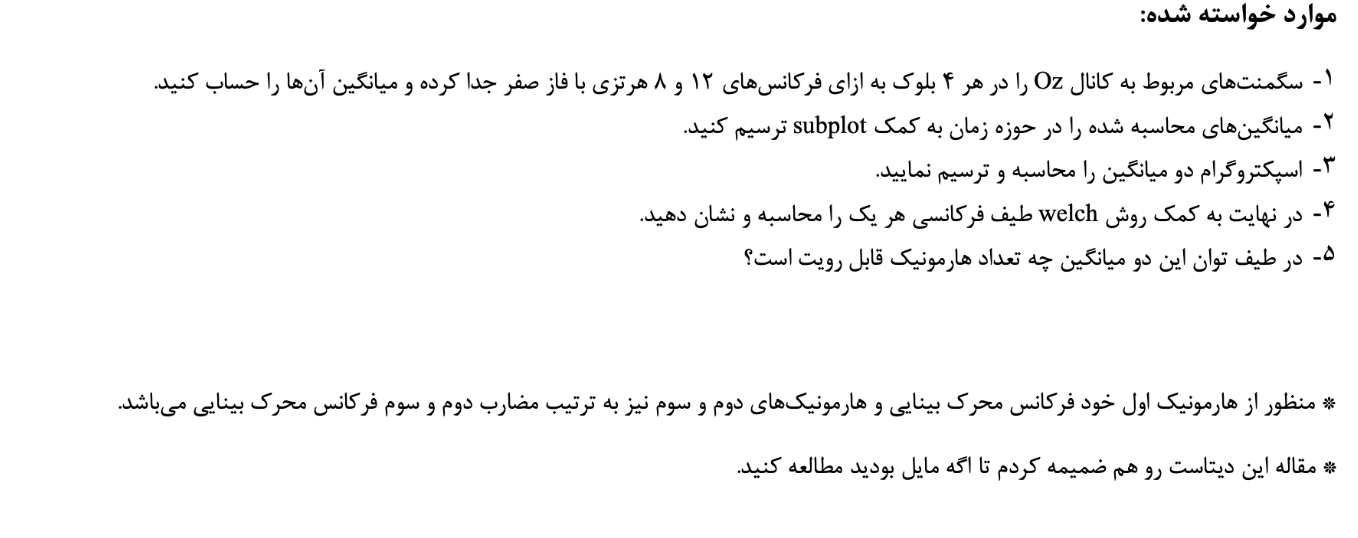 موارد خواسته شده:
۱- سگمنت‌های مربوط به کانال Oz را در هر ۴ بلوک به ازای فرکانس‌های ۱۲ و ۸ هرتزی با فاز صفر جدا کرده و میانگین آن‌ها را حساب کنید.
۲- میانگین‌های محاسبه شده را در حوزه زمان به کمک subplot ترسیم کنید.
۳- اسپکتروگرام دو میانگین را محاسبه و ترسیم نمایید.
۴- در نهایت به کمک روش welch طیف فرکانسی هر یک را محاسبه و نشان دهید.
۵- در طیف توان این دو میانگین چه تعداد هارمونیک قابل رویت است؟
* منظور از هارمونیک اول خود فرکانس محرک بینایی و هارمونیک‌های دوم و سوم نیز به ترتیب مضارب دوم و سوم فرکانس محرک بینایی می‌باشد.
* مقاله این دیتاست رو هم ضمیمه کردم تا اگه مایل بودید مطالعه کنید.